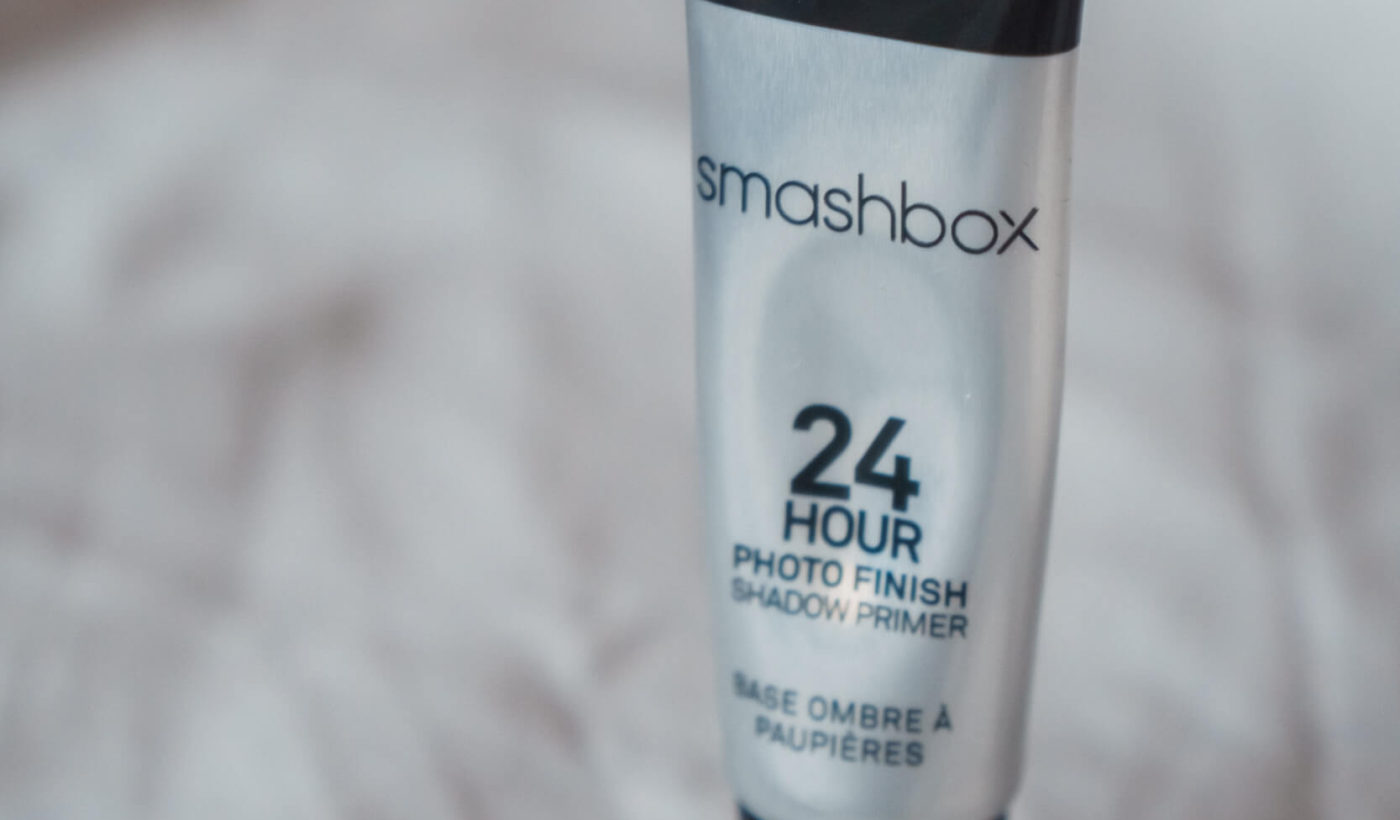 smashbox
24
HOUR
PHOTO FINISH
SHADOW PRIMER
BASE OMBRE À
PAUPIÈRES